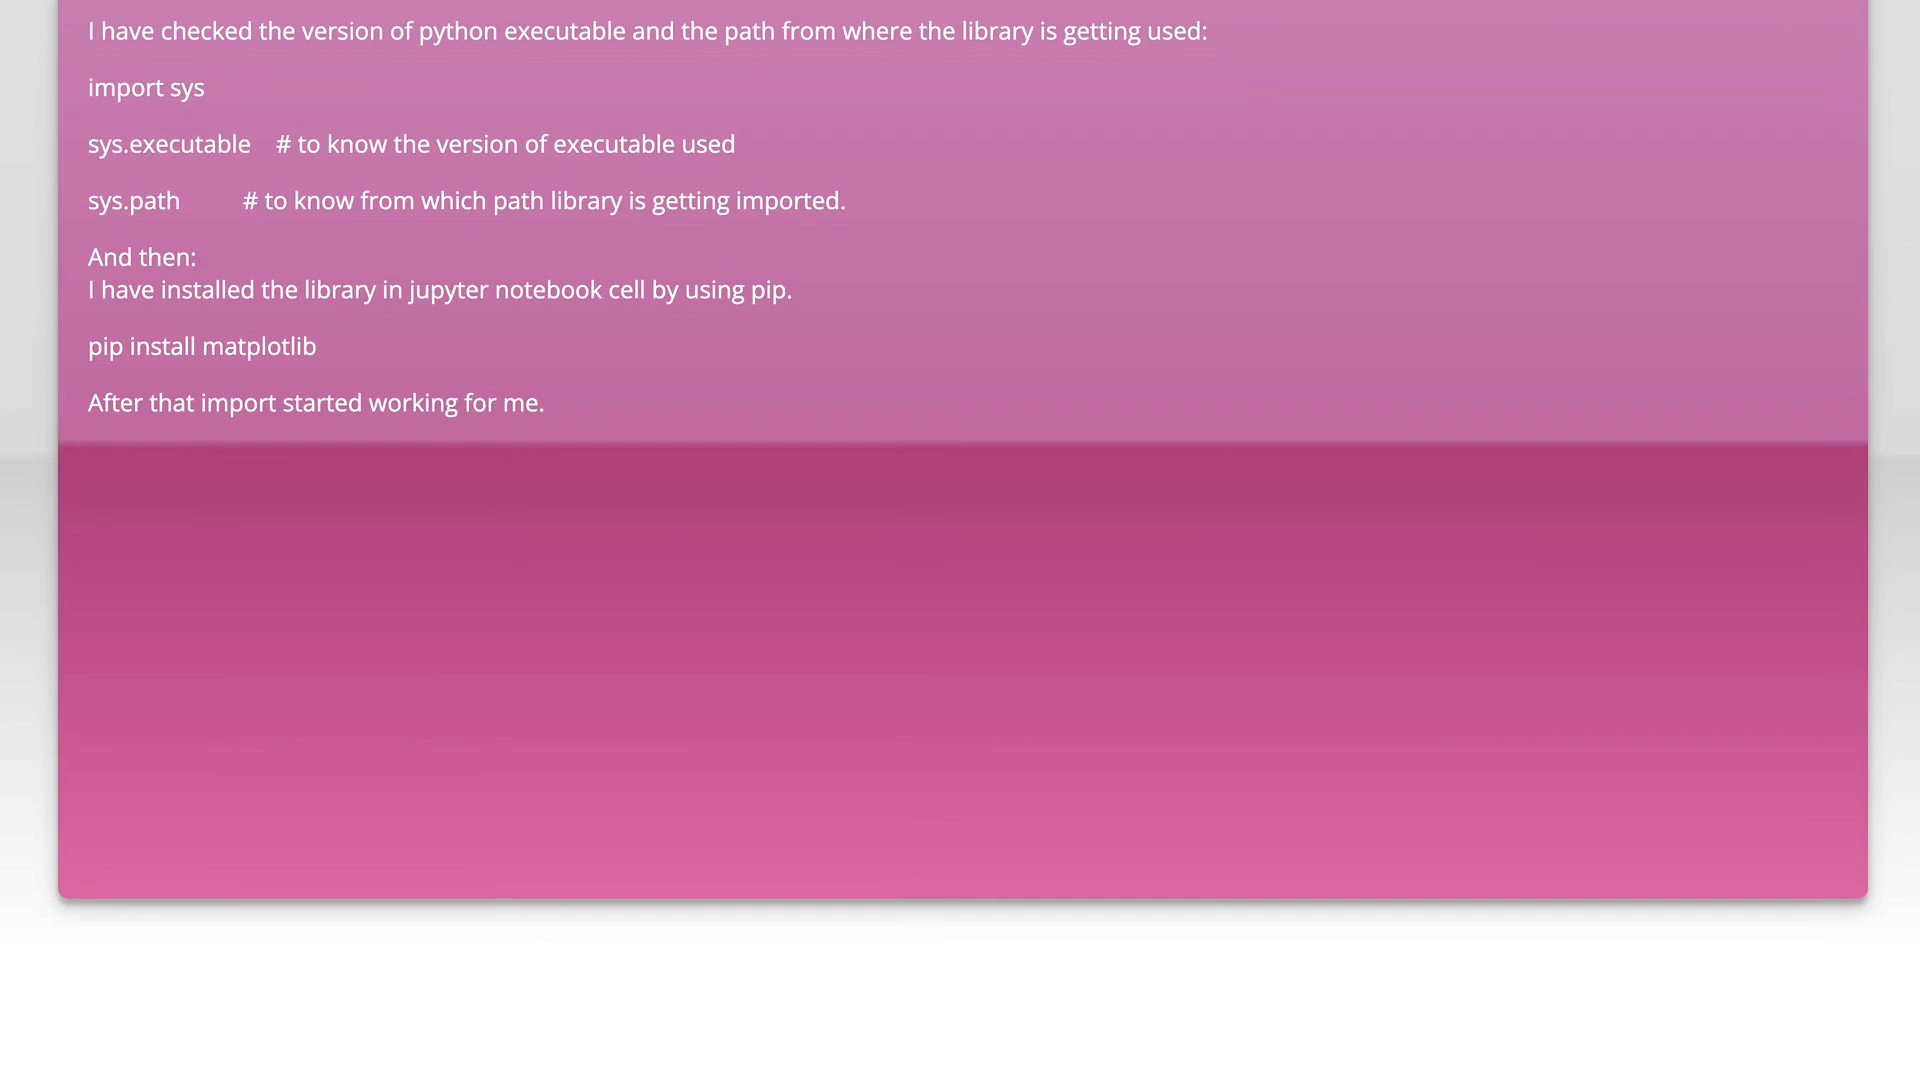 I have checked the version of python executable and the path from where the library is getting used:
import sys
sys.executable    # to know the version of executable used
sys.path          # to know from which path library is getting imported.
And then:
I have installed the library in jupyter notebook cell by using pip.
pip install matplotlib
After that import started working for me.